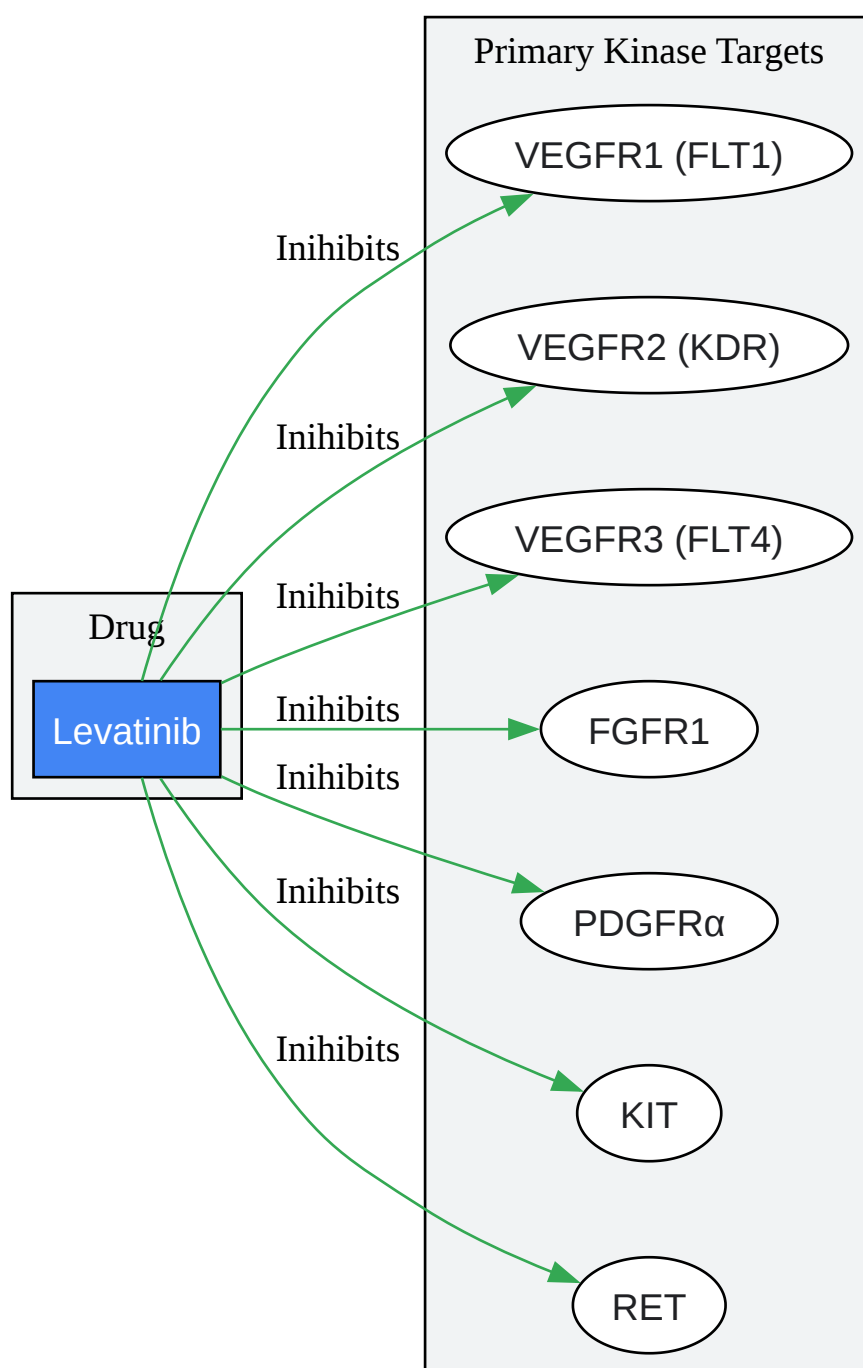 Primary Kinase Targets
VEGFR1 (FLT1)
Inihibits
VEGFR2 (KDR)
Inihibits
VEGFR3 (FLT4)
Inihibits
Drug
Levatinib
Inihibits
FGFR1
Inihibits
PDGFRα
Inihibits
KIT
Inihibits
RET